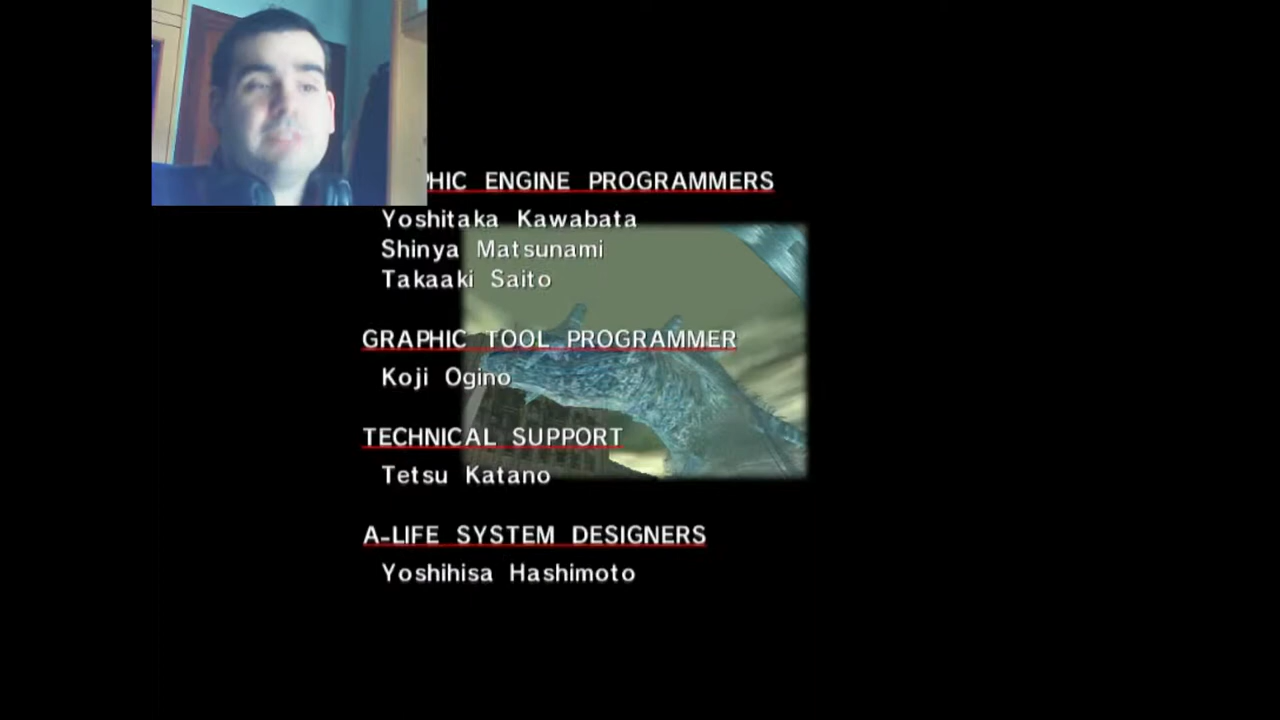 ENGINE PROGRAMMERS
Yoshitaka Kawabata
Shinya Matsunami
Takaaki Saito
GRAPHIC TOOL PROGRAMMER
Koji Ogino
TECHNICAL SUPPORT
Tetsu Katano
A-LIFE SYSTEM DESIGNERS
Yoshihisa Hashimoto